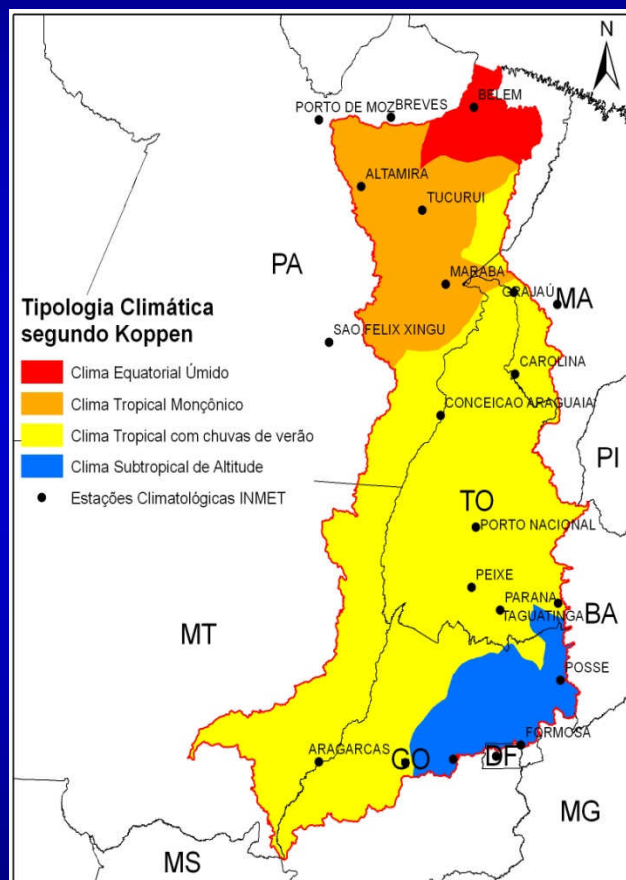 N
BELEM
PORTO DE MOZ
BREVES
ALTAMIRA
TUCURUI
PA
MARABA
GRAJAÚ
MA
Tipologia Climática
segundo Koppen
SAO FELIX XINGU
Clima Equatorial Úmido
CAROLINA
Clima Tropical Monçônico
CONCEICAO ARAGUAIA
Clima Tropical com chuvas de verão
Clima Subtropical de Altitude
PI
Estações Climatológicas INMET
TO
PORTO NACIONAL
PEIXE
PARANA
TAGUATINGA
BA
MT
POSSE
FORMOSA
ARAGARCAS
GO
DF
MG
MS